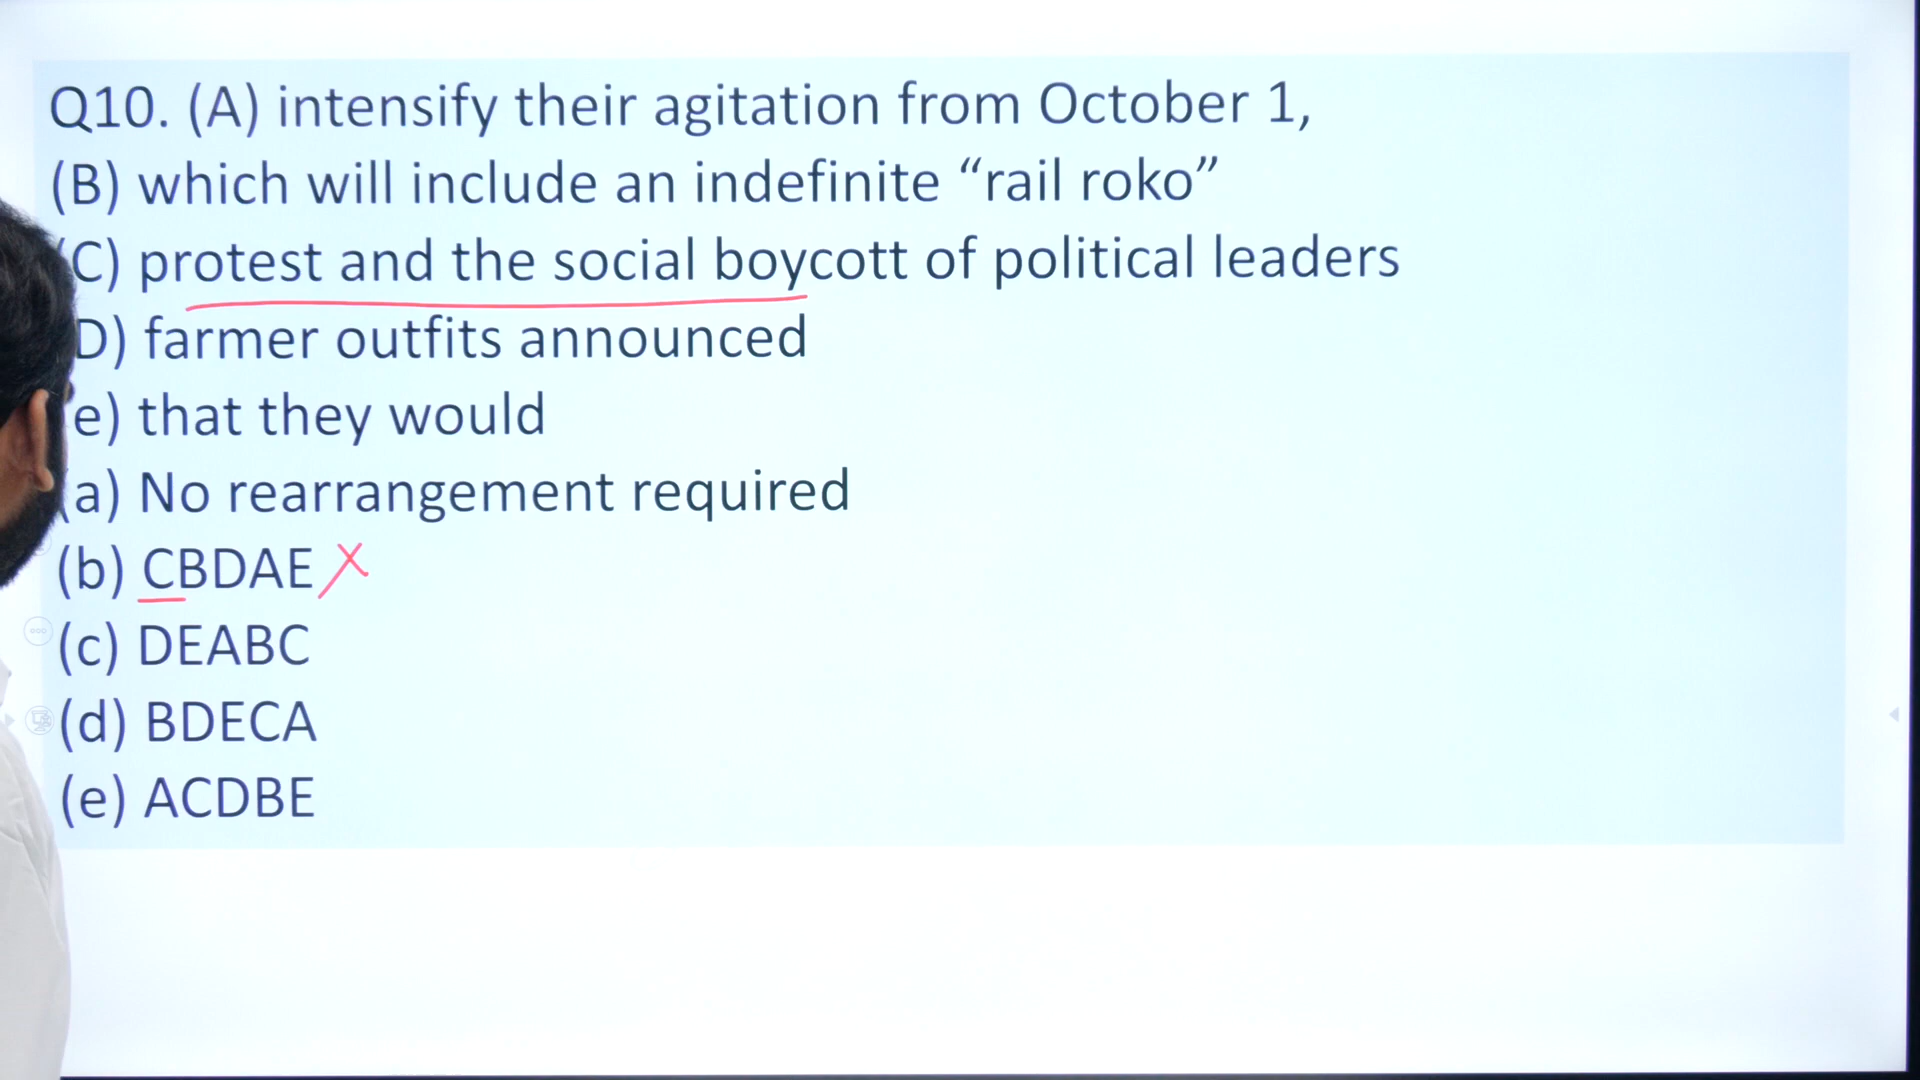 Q10. (A) intensify their agitation from October 1,
(B) which will include an indefinite “rail roko”
(C) protest and the social boycott of political leaders
D) farmer outfits announced
e) that they would
(a) No rearrangement required
(b) CBDAE X
(c) DEABC
(d) BDECA
(e) ACDBE